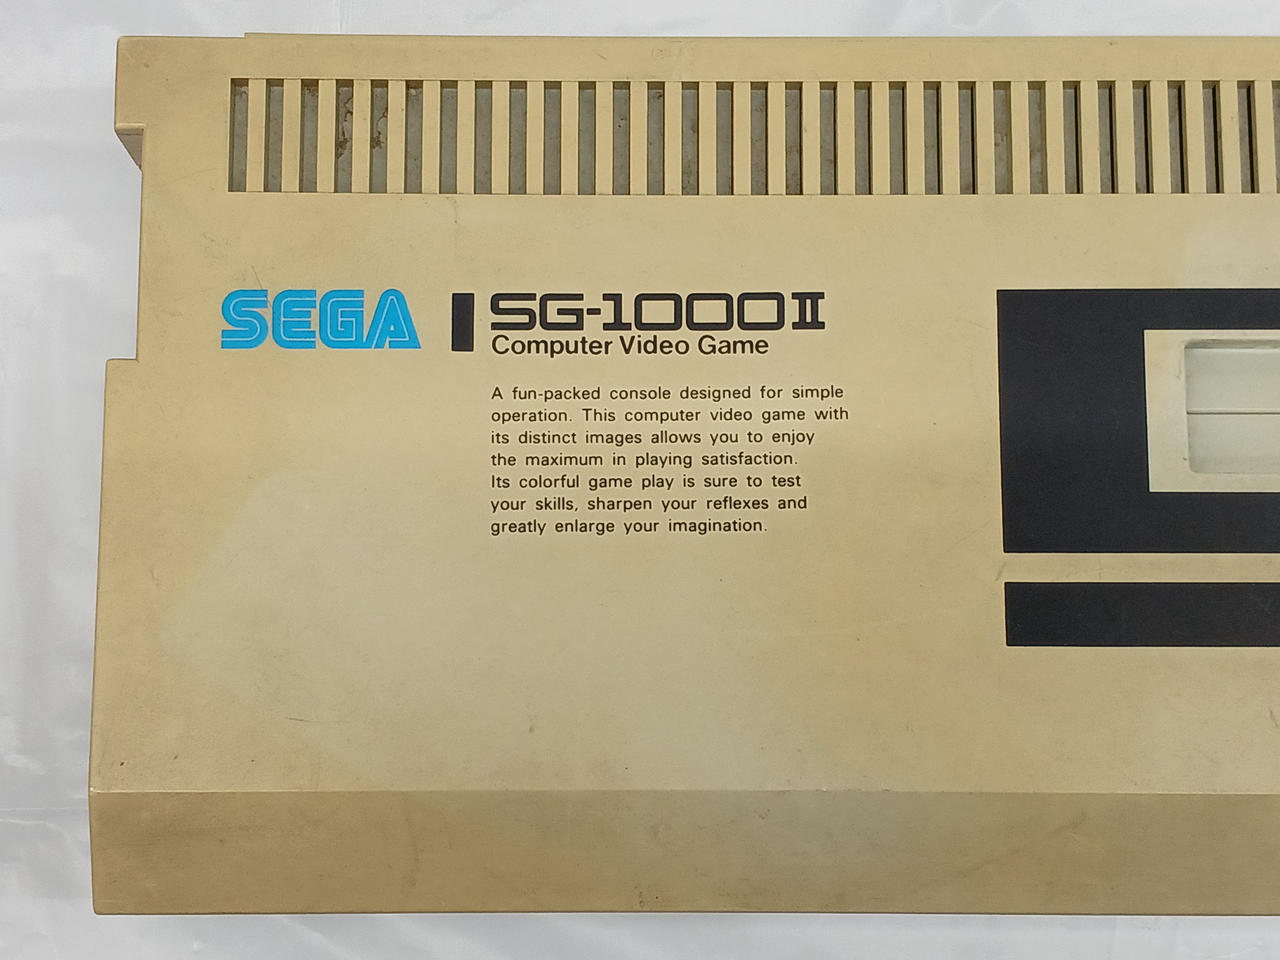 SEGA
SG-1000 II
Computer Video Game
A fun-packed console designed for simple
operation. This computer video game with
its distinct images allows you to enjoy
the maximum in playing satisfaction.
Its colorful game play is sure to test
your skills, sharpen your reflexes and
greatly enlarge your imagination.